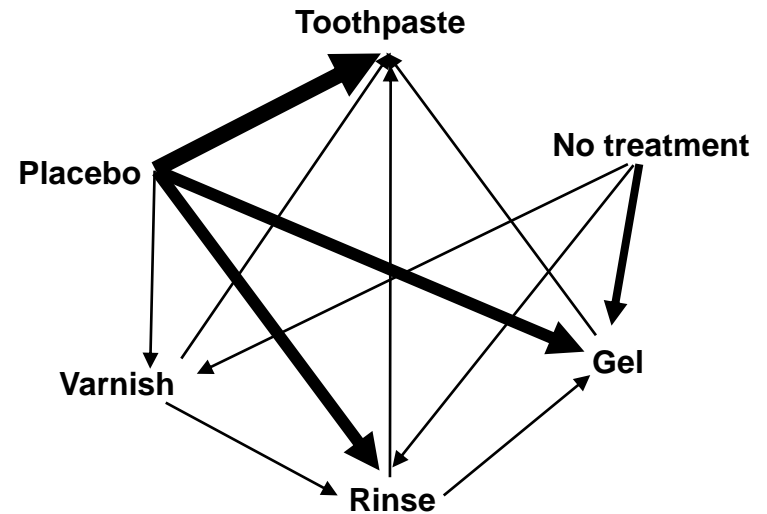 Toothpaste
No treatment
Placebo
Gel
Varnish
Rinse